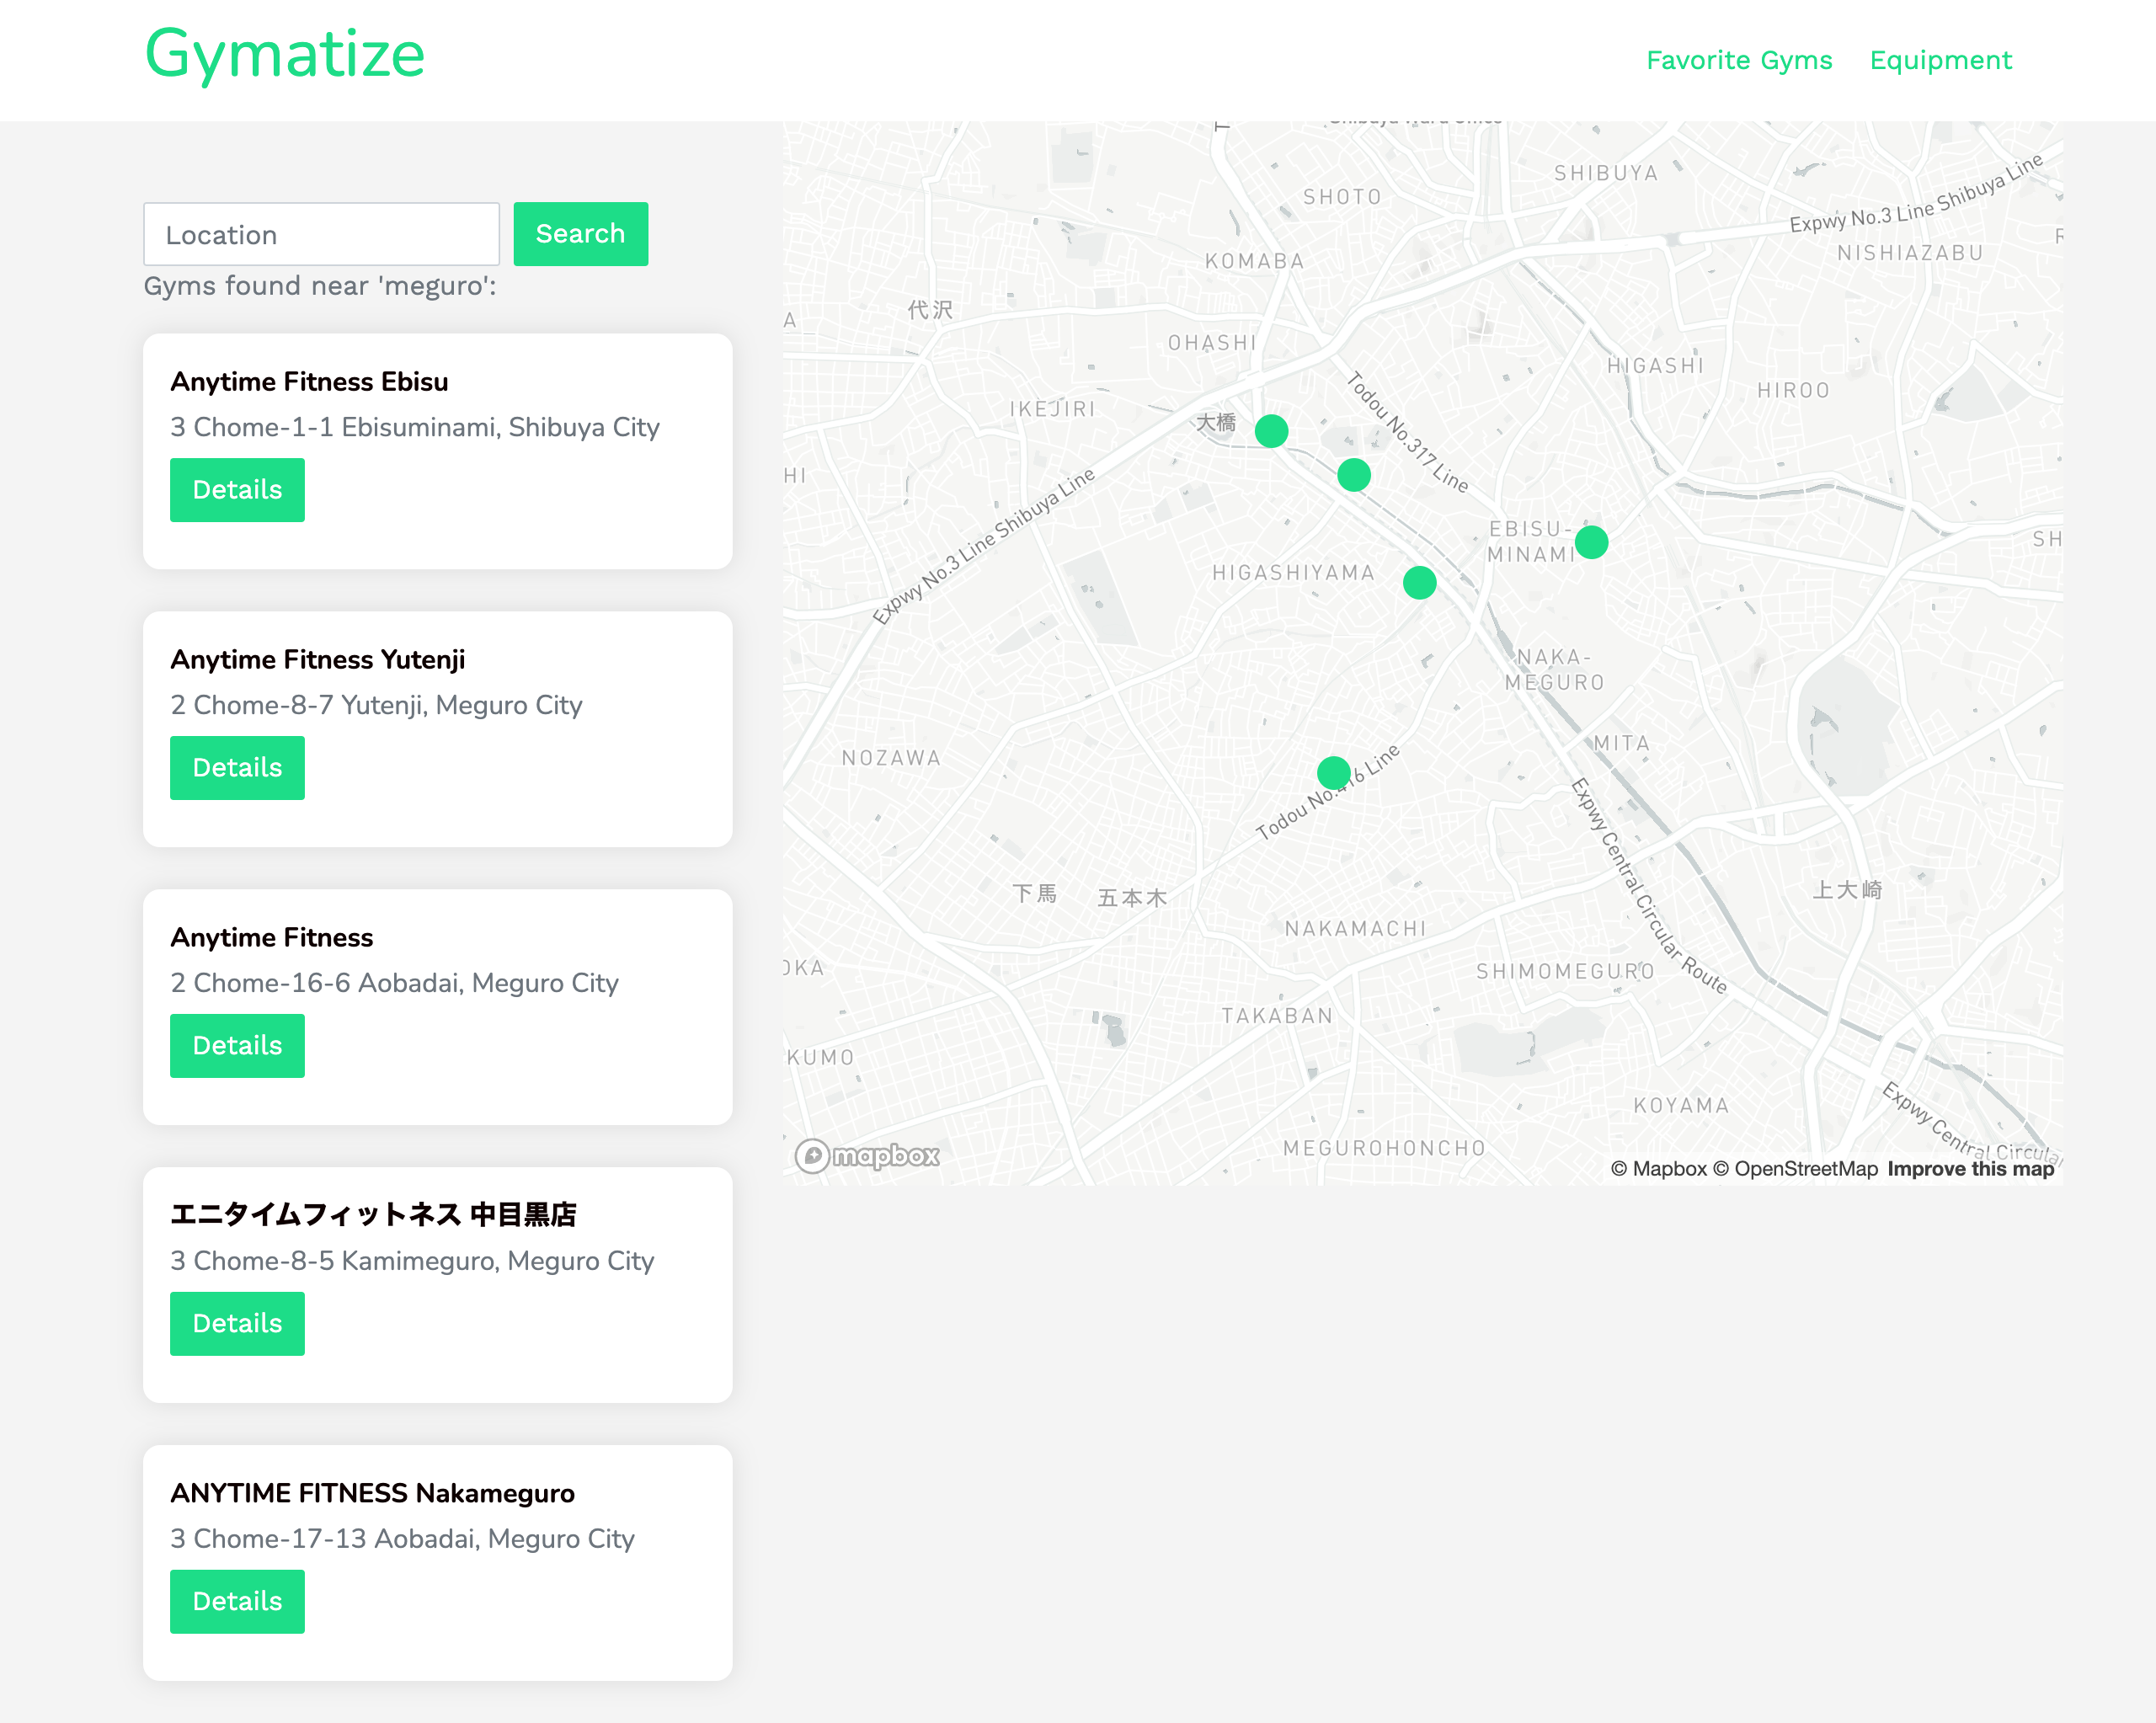 Gymatize
Favorite Gyms
Equipment
Location
Search
Gyms found near 'meguro':
Anytime Fitness Ebisu
3 Chome-1-1 Ebisuminami, Shibuya City
Details
Anytime Fitness Yutenji
2 Chome-8-7 Yutenji, Meguro City
Details
Anytime Fitness
2 Chome-16-6 Aobadai, Meguro City
Details
エニタイムフィットネス 中目黒店
3 Chome-8-5 Kamimeguro, Meguro City
Details
ANYTIME FITNESS Nakameguro
3 Chome-17-13 Aobadai, Meguro City
Details
SHIBUYA
SHOTO
Expwy No.3 Line Shibuya Line
NISHIAZABU
KOMABA
代沢
OHASHI
HIGASHI
HIROO
IKEJIRI
大橋
Todou No.317 Line
Expwy No.3 Line Shibuya Line
EBISU-
MINAMI
HIGASHIYAMA
NAKA-
MEGURO
MITA
NOZAWA
Todou No.416 Line
Expwy Central Circular Route
下馬
五本木
上大崎
NAKAMACHI
SHIMOMEGURO
TAKABAN
KUMO
KOYAMA
MEGUROHONCHO
Expwy Central Circular
mapbox
© Mapbox © OpenStreetMap Improve this map